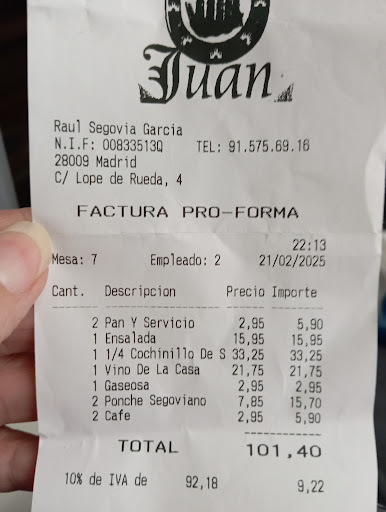 Juan
Raul Segovia Garcia
N.I.F: 00833513Q TEL: 91.575.69.16
28009 Madrid
C/ Lope de Rueda, 4
FACTURA PRO-FORMA
22:13
Mesa: 7 Empleado: 2 21/02/2025
Cant. Descripcion Precio Importe
2 Pan Y Servicio 2,95 5,90
1 Ensalada 15,95 15,95
1 1/4 Cochinillo De S 33,25 33,25
1 Vino De La Casa 21,75 21,75
1 Gaseosa 2,95 2,95
2 Ponche Segoviano 7,85 15,70
2 Cafe 2,95 5,90
TOTAL 101,40
10% de IVA de 92,18 9,22